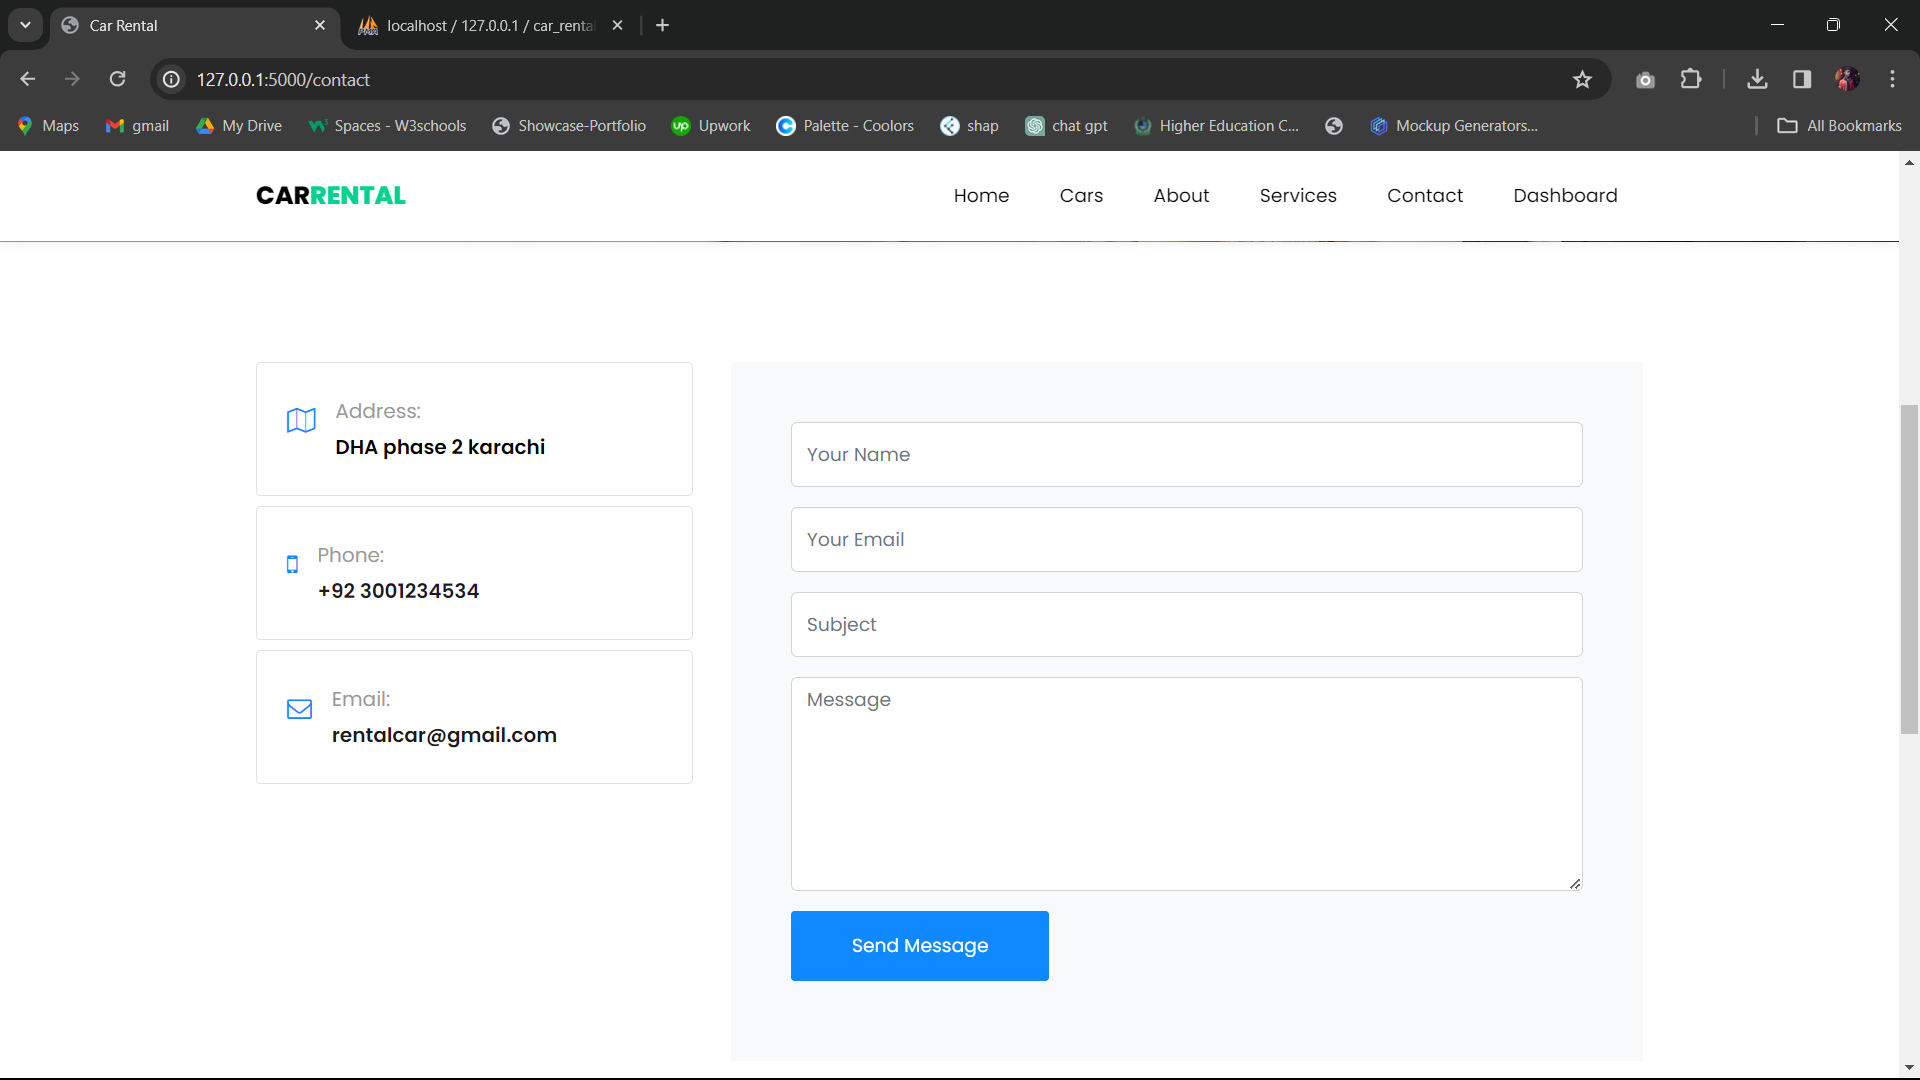 Car Rental
localhost / 127.0.0.1 / car_renta
127.0.0.1:5000/contact
Maps
gmail
My Drive
Spaces - W3schools
Showcase-Portfolio
up Upwork
Palette - Coolors
shap
chat gpt
Higher Education C...
Mockup Generators...
All Bookmarks
CARRENTAL
Home
Cars
About
Services
Contact
Dashboard
Address:
DHA phase 2 karachi
Phone:
+92 3001234534
Email:
rentalcar@gmail.com
Your Name
Your Email
Subject
Message
Send Message